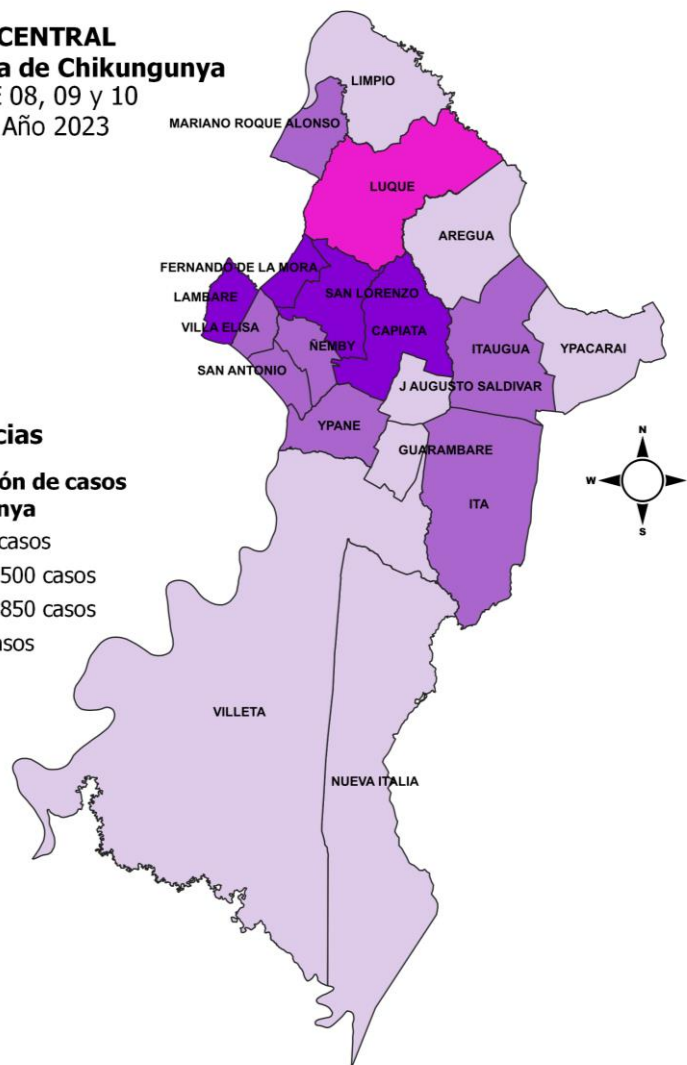 CENTRAL
a de Chikungunya
08, 09 y 10
Año 2023
LIMPIO
MARIANO ROQUE ALONSO
LUQUE
AREGUA
FERNANDO DE LA MORA
SAN LORENZO
LAMBARE
CAPIATA
VILLA ELISA
ÑEMBY
ITAUGUA
YPACARAI
SAN ANTONIO
J AUGUSTO SALDIVAR
YPANE
GUARAMBARE
ITA
cias
ón de casos
nya
casos
500 casos
850 casos
asos
N
W
S
VILLETA
NUEVA ITALIA